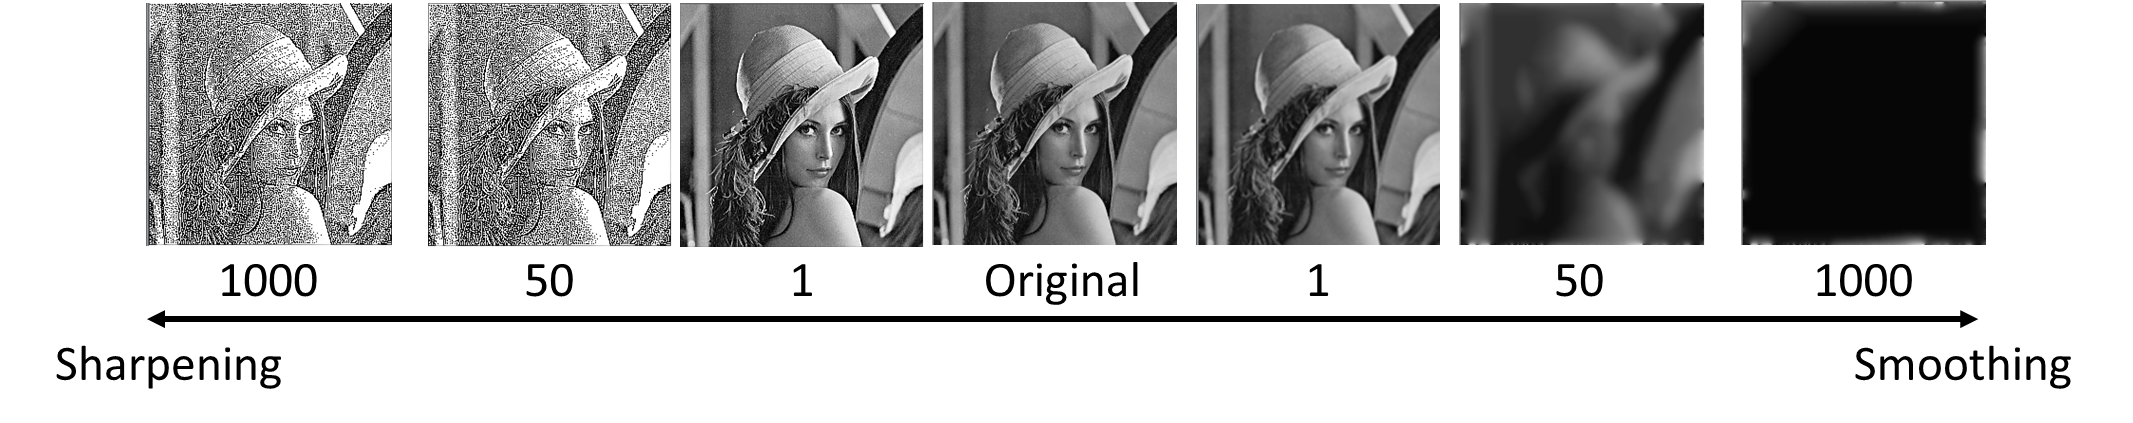 1000 50 1 Original 1 50 1000
Sharpening Smoothing